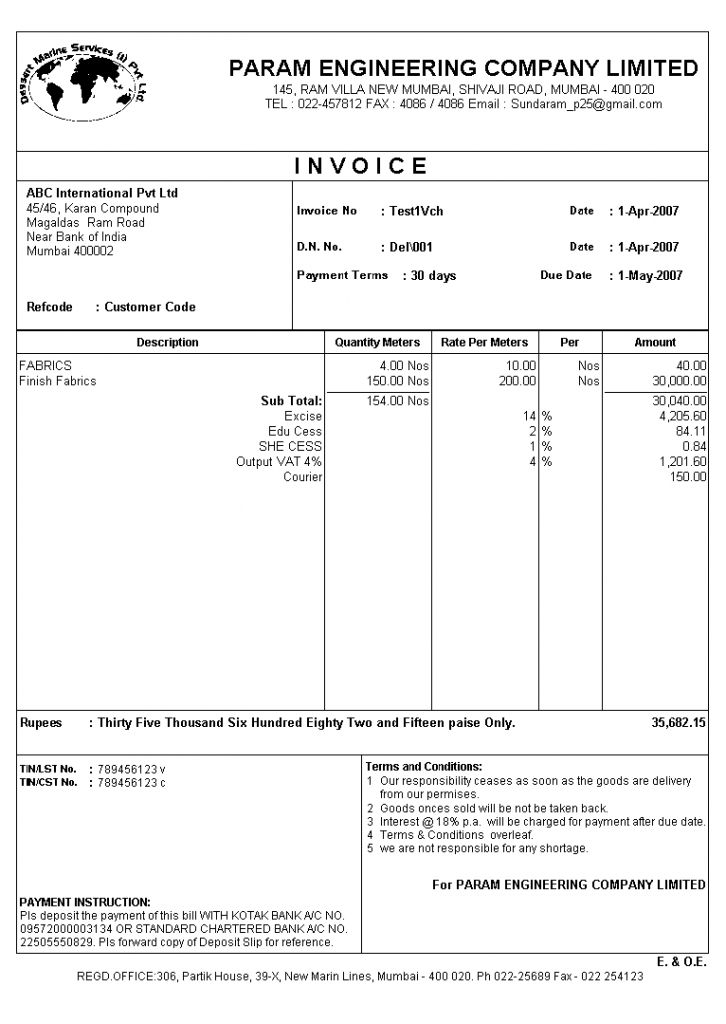 Dessert Marine Services (I) Pvt Ltd.
PARAM ENGINEERING COMPANY LIMITED
145, RAM VILLA NEW MUMBAI, SHIVAJI ROAD, MUMBAI - 400 020
TEL : 022-457812 FAX : 4086 / 4086 Email : Sundaram_p25@gmail.com
INVOICE
ABC International Pvt Ltd
45/46, Karan Compound
Magaldas Ram Road
Near Bank of India
Mumbai 400002
Refcode : Customer Code
Invoice No : Test1Vch Date : 1-Apr-2007
D.N. No. : Del\001 Date : 1-Apr-2007
Payment Terms : 30 days Due Date : 1-May-2007
Description Quantity Meters Rate Per Meters Per Amount
FABRICS 4.00 Nos 10.00 Nos 40.00
Finish Fabrics 150.00 Nos 200.00 Nos 30,000.00
Sub Total: 154.00 Nos 30,040.00
Excise 14 % 4,205.60
Edu Cess 2 % 84.11
SHE CESS 1 % 0.84
Output VAT 4% 4 % 1,201.60
Courier 150.00
Rupees : Thirty Five Thousand Six Hundred Eighty Two and Fifteen paise Only. 35,682.15
TIN/LST No. : 789456123 v
TIN/CST No. : 789456123 c
PAYMENT INSTRUCTION:
Pls deposit the payment of this bill WITH KOTAK BANK A/C NO.
09572000003134 OR STANDARD CHARTERED BANK A/C NO.
22505550829. Pls forward copy of Deposit Slip for reference.
Terms and Conditions:
1 Our responsibility ceases as soon as the goods are delivery
from our permises.
2 Goods onces sold will be not be taken back.
3 Interest @ 18% p.a. will be charged for payment after due date.
4 Terms & Conditions overleaf.
5 we are not responsible for any shortage.
For PARAM ENGINEERING COMPANY LIMITED
E. & O.E.
REGD.OFFICE:306, Partik House, 39-X, New Marin Lines, Mumbai - 400 020. Ph 022-25689 Fax - 022 254123